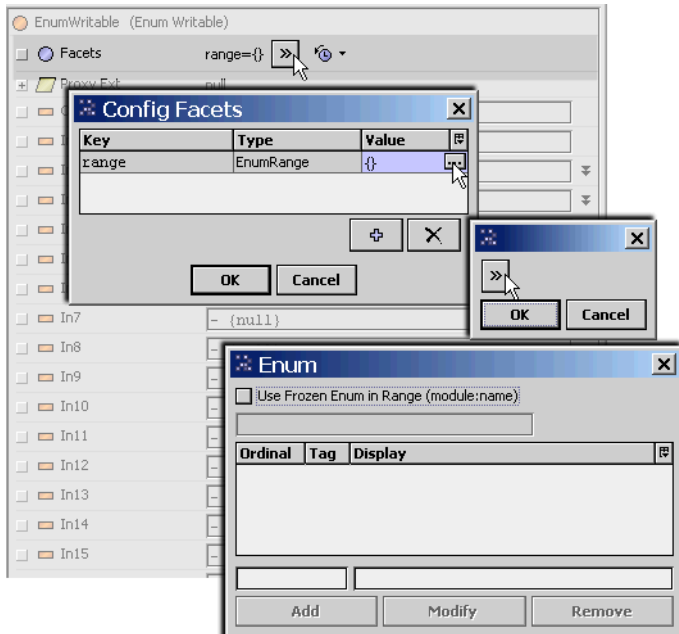 EnumWritable (Enum Writable)
Facets range={} »
Proxy Ext null
Config Facets
Key Type Value
range EnumRange {} ...
OK Cancel
»
OK Cancel
In7 - {null}
In8 -
In9 -
In10 -
In11 -
In12 -
In13 -
In14 -
In15 -
Enum
Use Frozen Enum in Range (module:name)
Ordinal Tag Display
Add Modify Remove